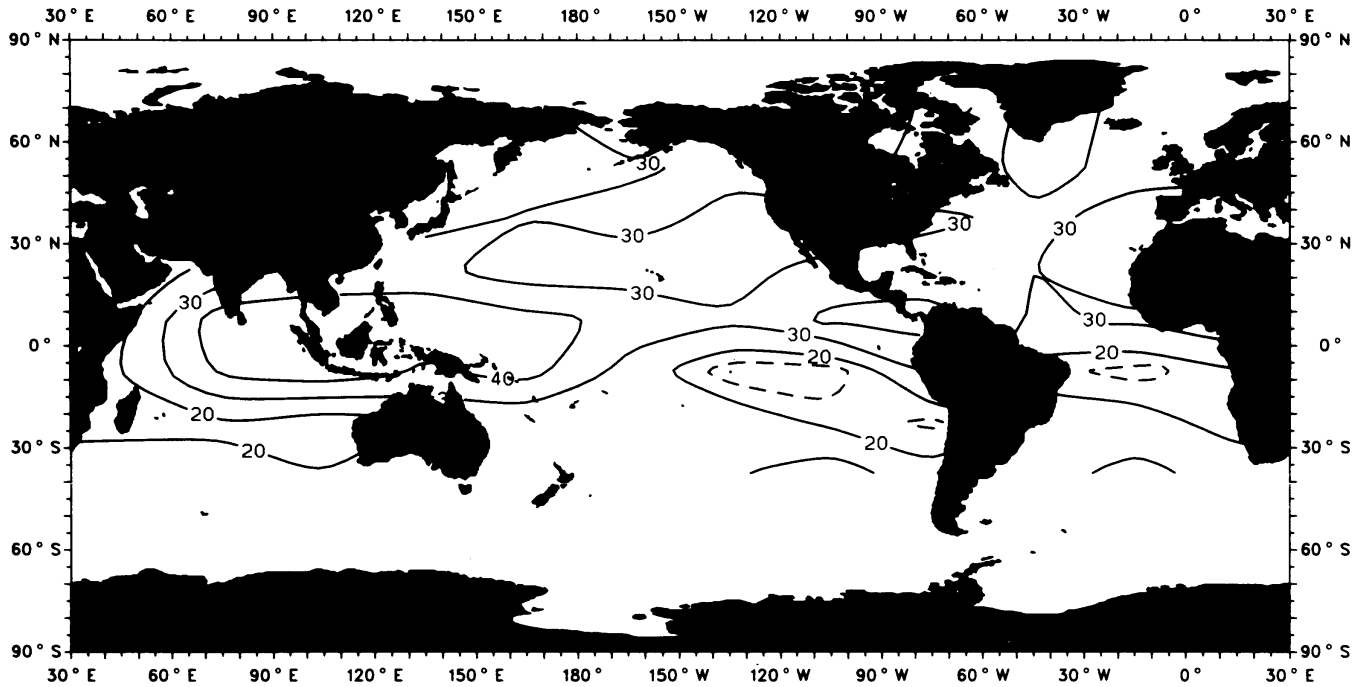 30° E 60° E 90° E 120° E 150° E 180° 150° W 120° W 90° W 60° W 30° W 0° 30° E
90° N 90° N
60° N 60° N
30
30 30
30° N 30 30° N
30 30
30
30
0° 30 20 0°
40
20
20 20
30° S 30° S
60° S 60° S
90° S 90° S
30° E 60° E 90° E 120° E 150° E 180° 150° W 120° W 90° W 60° W 30° W 0° 30° E